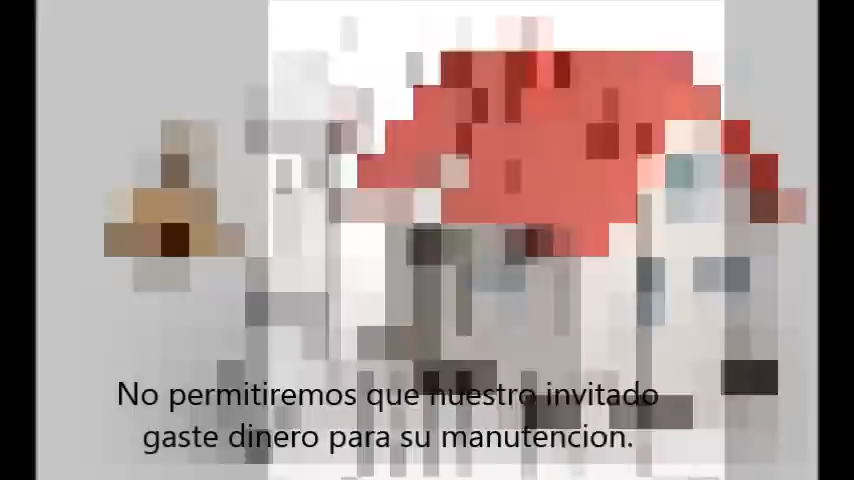 No permitiremos que nuestro invitado
gaste dinero para su manutencion.